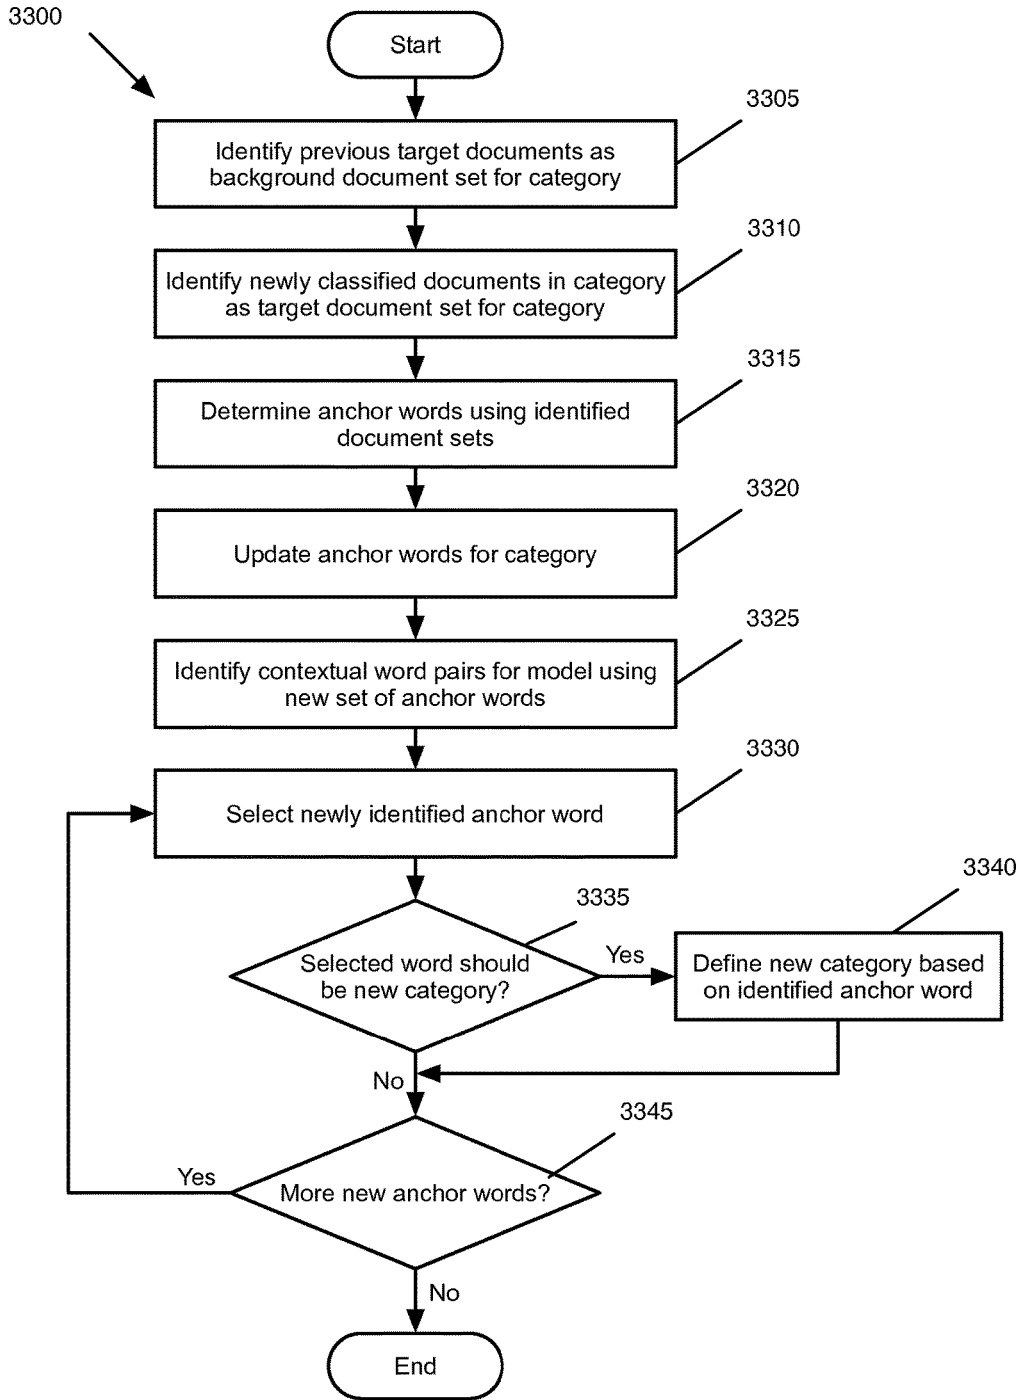 3300
Start
3305
Identify previous target documents as
background document set for category
3310
Identify newly classified documents in category
as target document set for category
3315
Determine anchor words using identified
document sets
3320
Update anchor words for category
3325
Identify contextual word pairs for model using
new set of anchor words
3330
Select newly identified anchor word
3335
3340
Selected word should
be new category?
Yes
Define new category based
on identified anchor word
No
3345
Yes
More new anchor words?
No
End